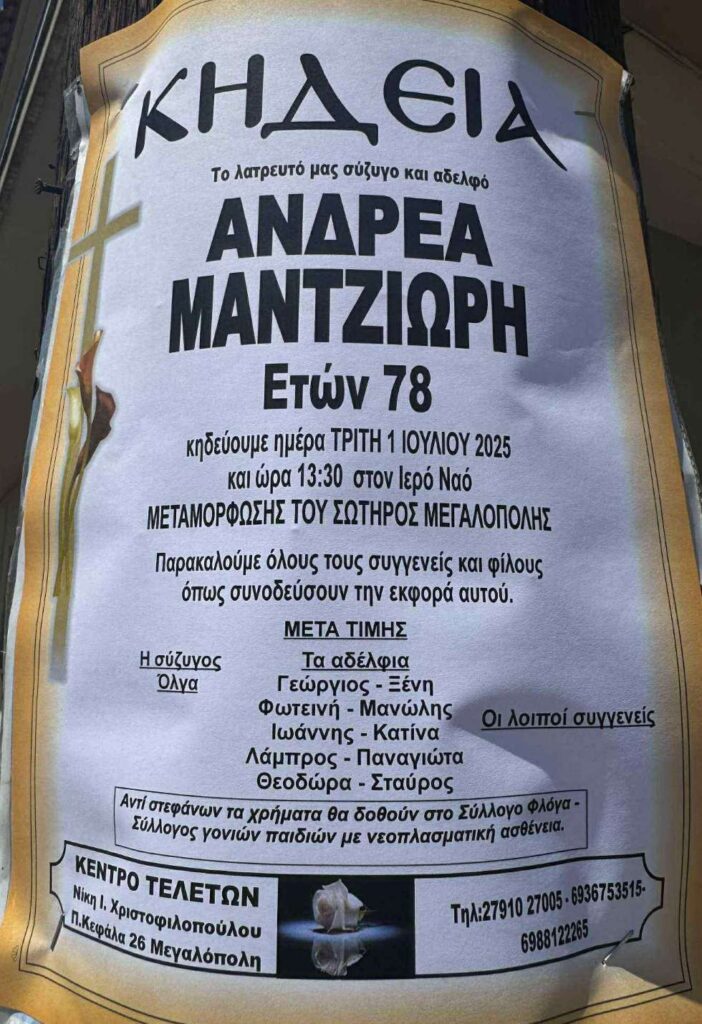 ΚΗΔΕΙΑ
Το λατρευτό μας σύζυγο και αδελφό
ΑΝΔΡΕΑ
ΜΑΝΤΖΙΩΡΗ
Ετών 78
κηδεύουμε ημέρα ΤΡΙΤΗ 1 ΙΟΥΛΙΟΥ 2025
και ώρα 13:30 στον Ιερό Ναό
ΜΕΤΑΜΟΡΦΩΣΗΣ ΤΟΥ ΣΩΤΗΡΟΣ ΜΕΓΑΛΟΠΟΛΗΣ
Παρακαλούμε όλους τους συγγενείς και φίλους
όπως συνοδεύσουν την εκφορά αυτού.
ΜΕΤΑ ΤΙΜΗΣ
Η σύζυγος
Όλγα
Τα αδέλφια
Γεώργιος - Ξένη
Φωτεινή - Μανώλης
Ιωάννης - Κατίνα
Λάμπρος - Παναγιώτα
Θεοδώρα - Σταύρος
Οι λοιποί συγγενείς
Αντί στεφάνων τα χρήματα θα δοθούν στο Σύλλογο Φλόγα -
Σύλλογος γονιών παιδιών με νεοπλασματική ασθένεια.
ΚΕΝΤΡΟ ΤΕΛΕΤΩΝ
Νίκη Ι. Χριστοφιλοπούλου
Π.Κεφάλα 26 Μεγαλόπολη
Τηλ:27910 27005 - 6936753515-
6988122265